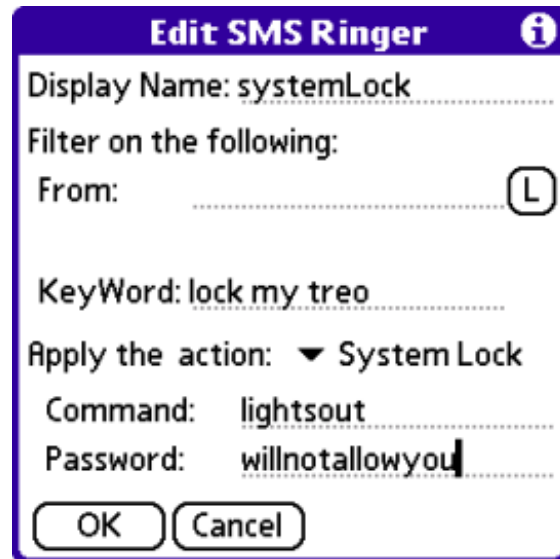 Edit SMS Ringer i
Display Name: systemLock
Filter on the following:
From: L
KeyWord: lock my treo
Apply the action: System Lock
Command: lightsout
Password: willnotallowyou
OK Cancel